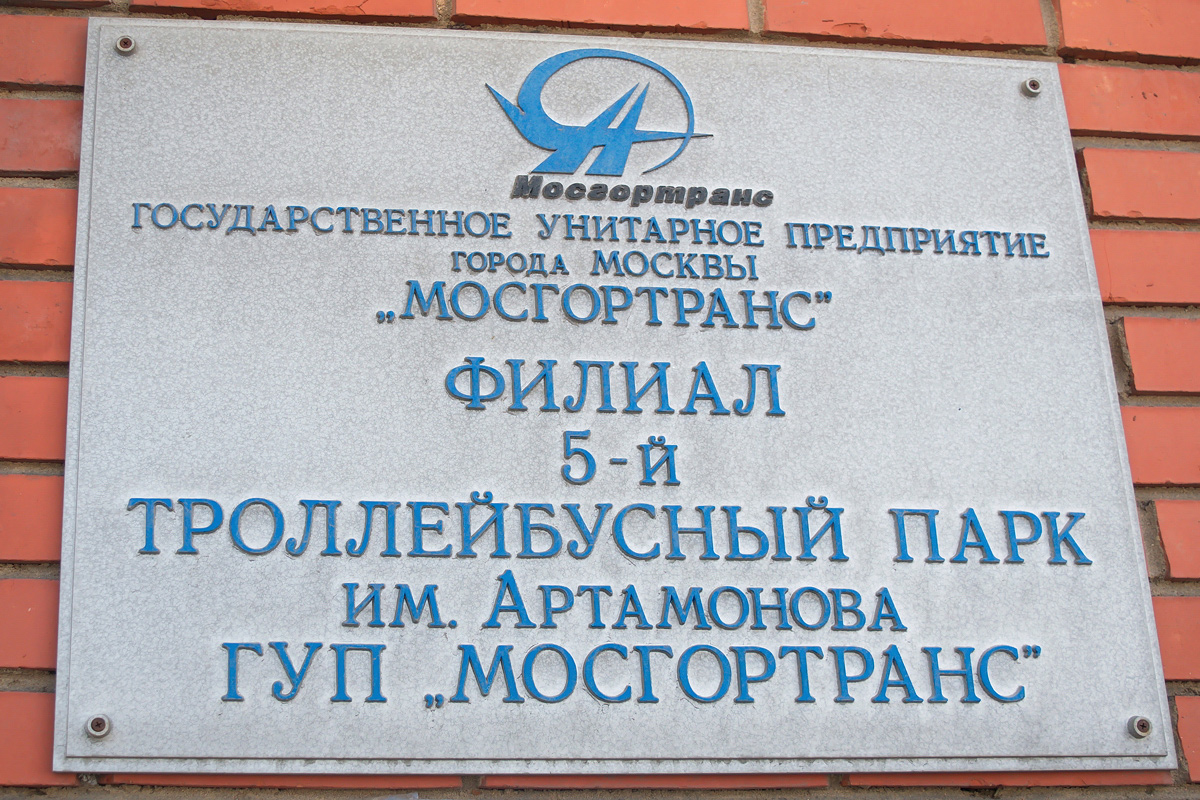 Мосгортранс
ГОСУДАРСТВЕННОЕ УНИТАРНОЕ ПРЕДПРИЯТИЕ
ГОРОДА МОСКВЫ
„МОСГОРТРАНС”
ФИЛИАЛ
5-й
ТРОЛЛЕЙБУСНЫЙ ПАРК
ИМ. АРТАМОНОВА
ГУП „МОСГОРТРАНС”